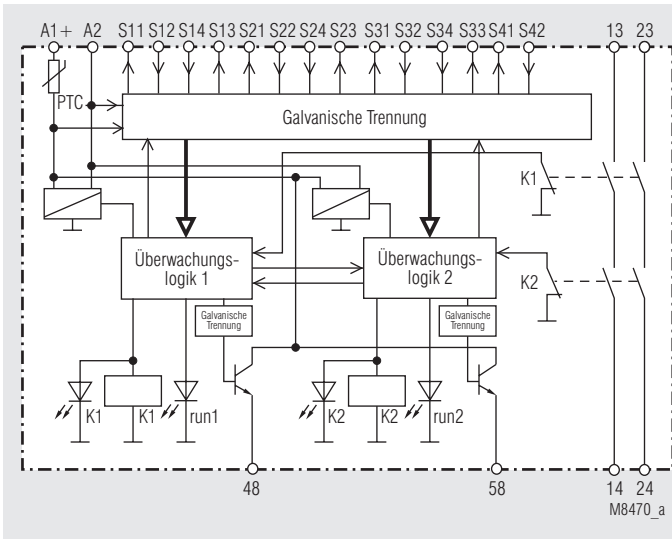 A1+ A2 S11 S12 S14 S13 S21 S22 S24 S23 S31 S32 S34 S33 S41 S42 13 23
PTC
Galvanische Trennung
K1
Überwachungs-
logik 1
Überwachungs-
logik 2
K2
Galvanische
Trennung
Galvanische
Trennung
K1 K1 run1 K2 K2 run2
48 58 14 24
M8470_a